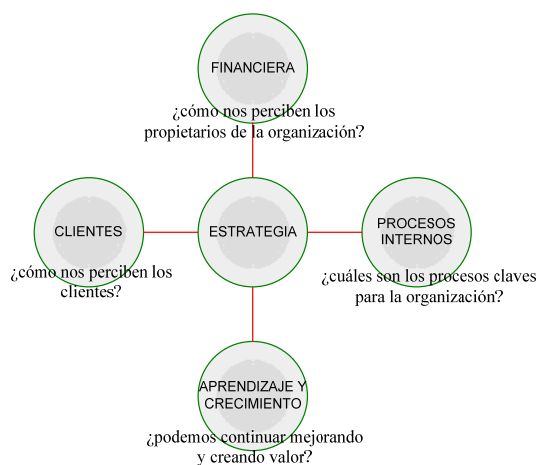 FINANCIERA
¿cómo nos perciben los
propietarios de la organización?
CLIENTES
¿cómo nos perciben los
clientes?
ESTRATEGIA
PROCESOS
INTERNOS
¿cuáles son los procesos claves
para la organización?
APRENDIZAJE Y
CRECIMIENTO
¿podemos continuar mejorando
y creando valor?